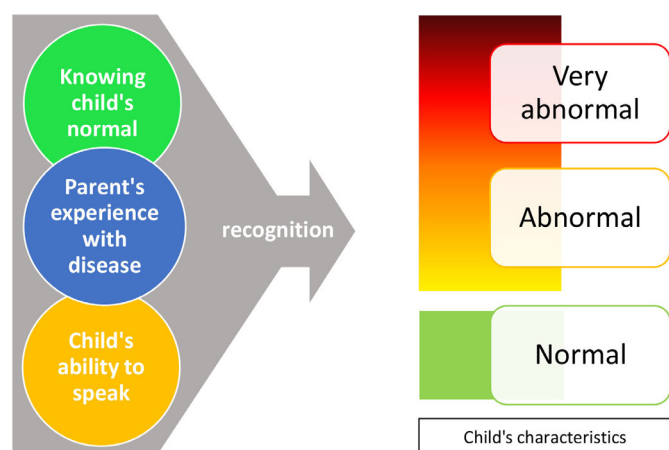 Knowing
child's
normal
Parent's
experience
with
disease
Child's
ability to
speak
recognition
Very
abnormal
Abnormal
Normal
Child's characteristics